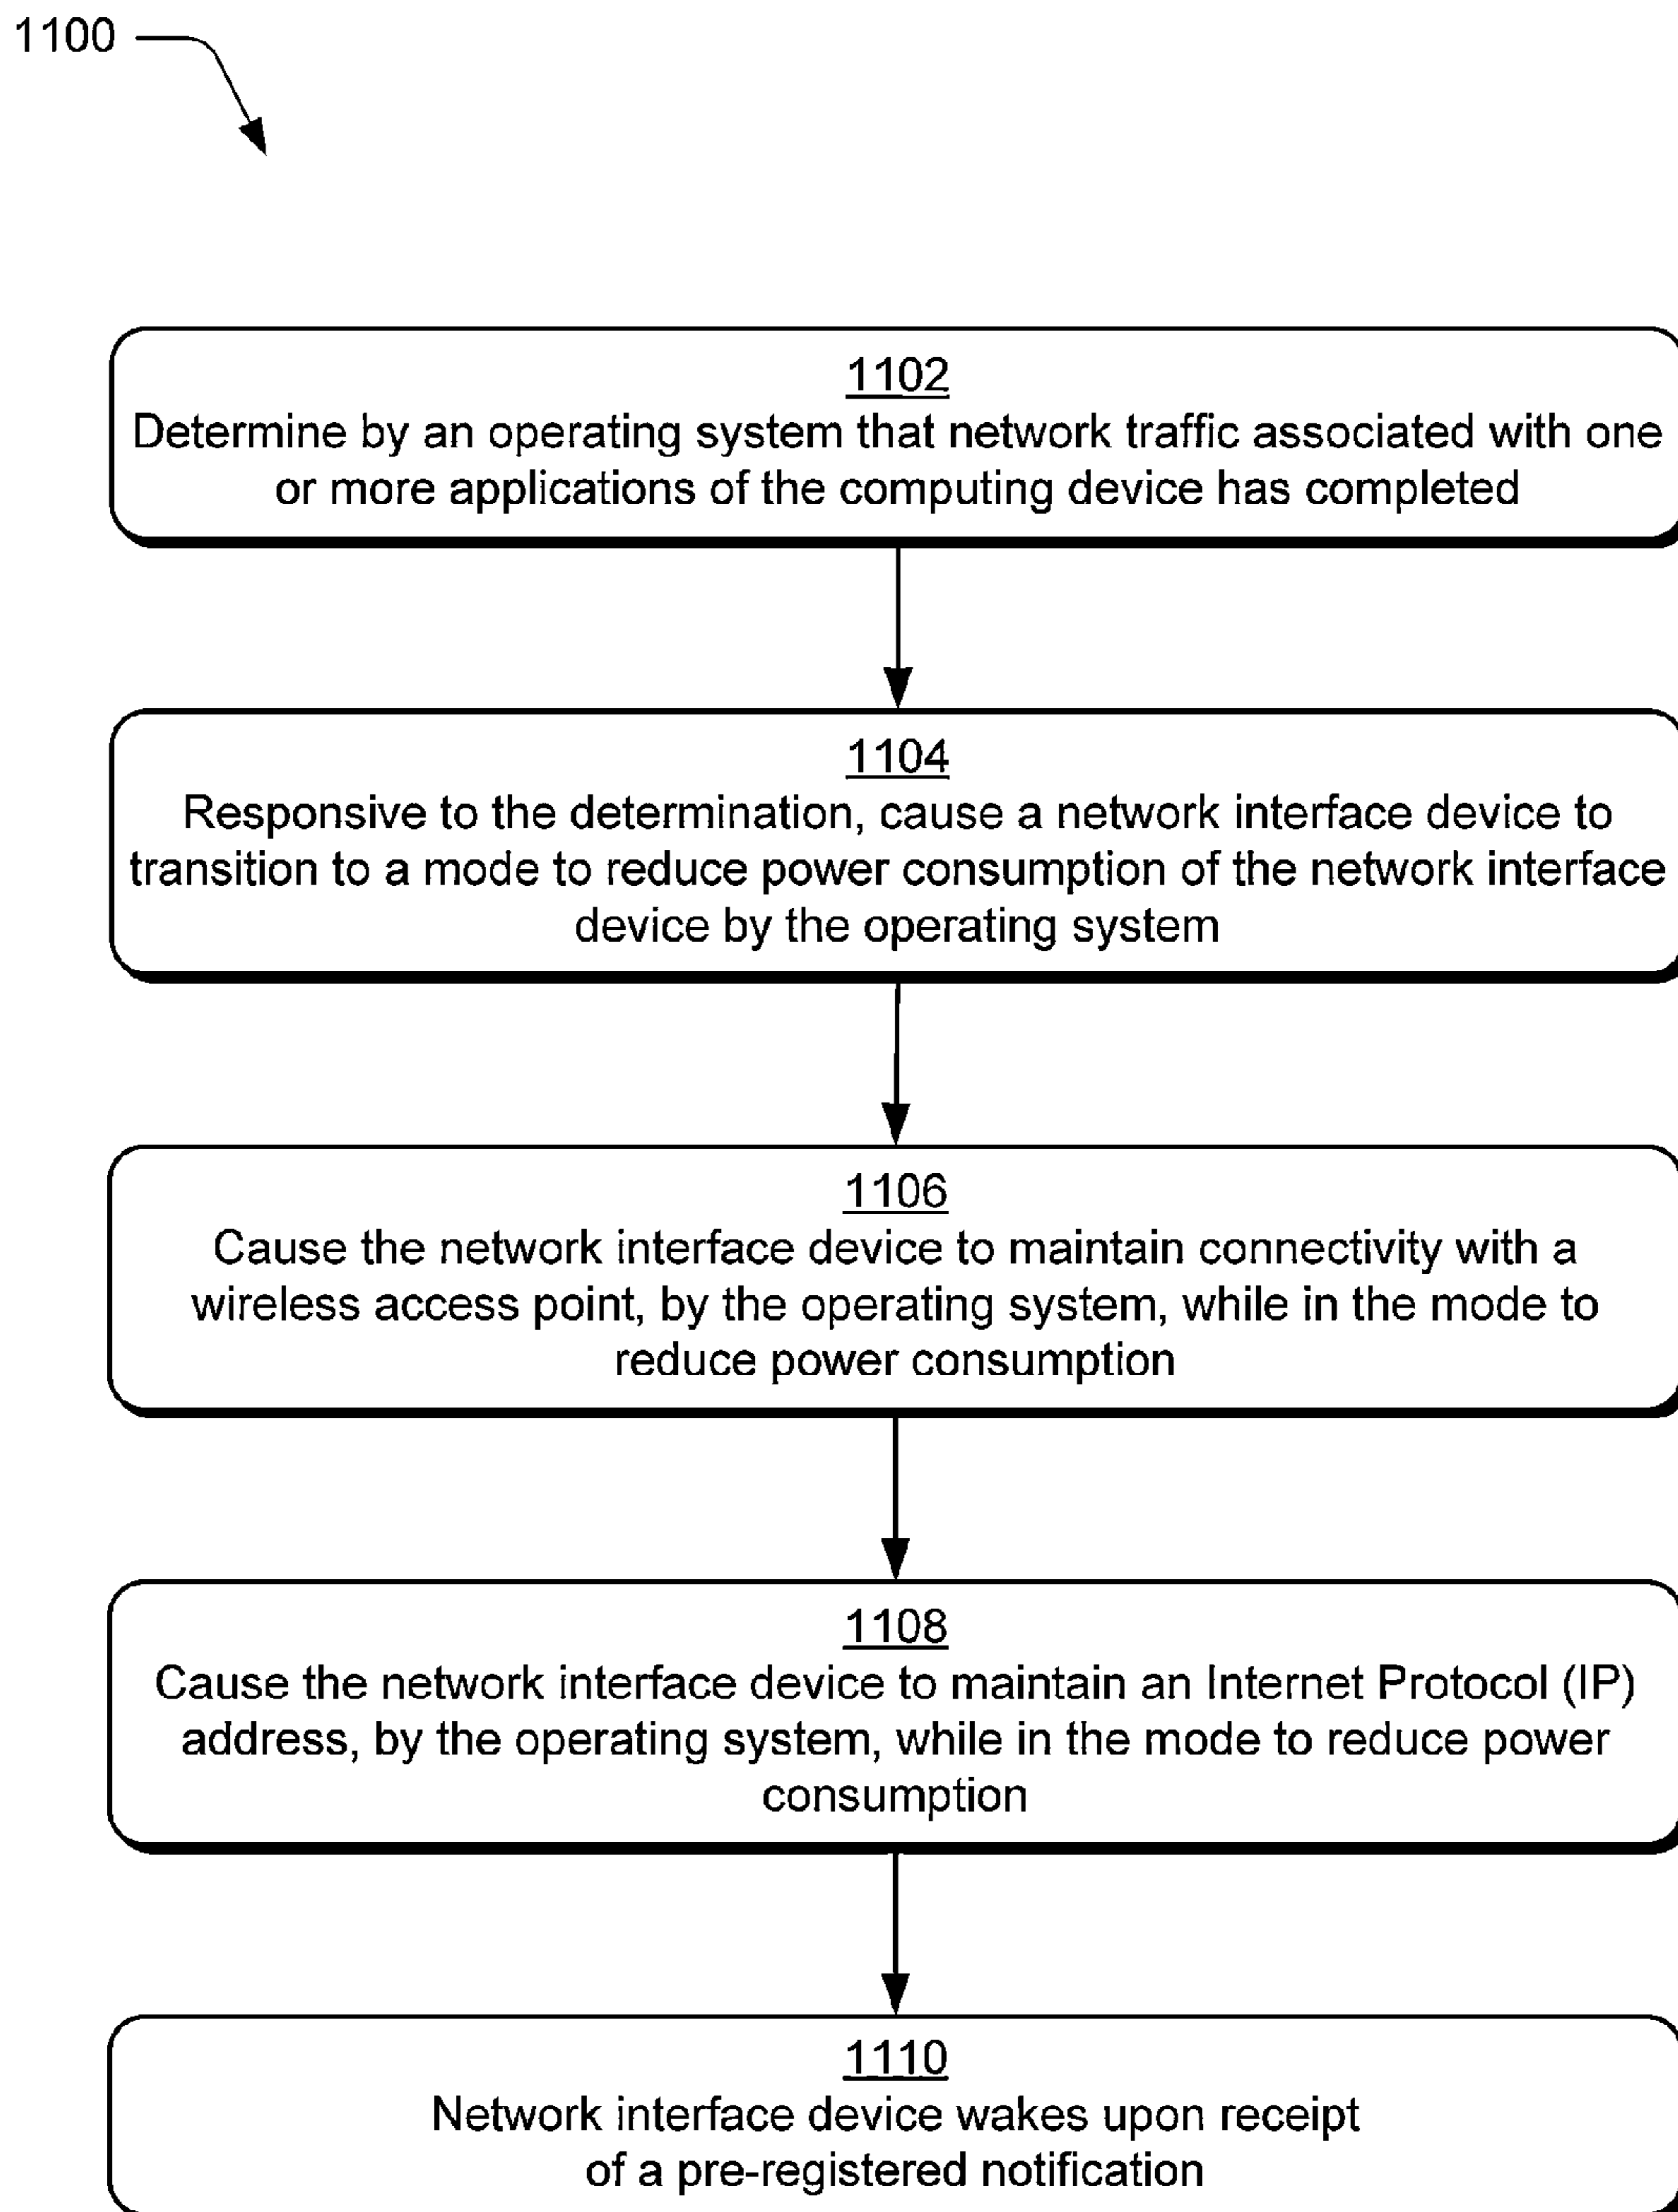 1100
1102
Determine by an operating system that network traffic associated with one
or more applications of the computing device has completed
1104
Responsive to the determination, cause a network interface device to
transition to a mode to reduce power consumption of the network interface
device by the operating system
1106
Cause the network interface device to maintain connectivity with a
wireless access point, by the operating system, while in the mode to
reduce power consumption
1108
Cause the network interface device to maintain an Internet Protocol (IP)
address, by the operating system, while in the mode to reduce power
consumption
1110
Network interface device wakes upon receipt
of a pre-registered notification